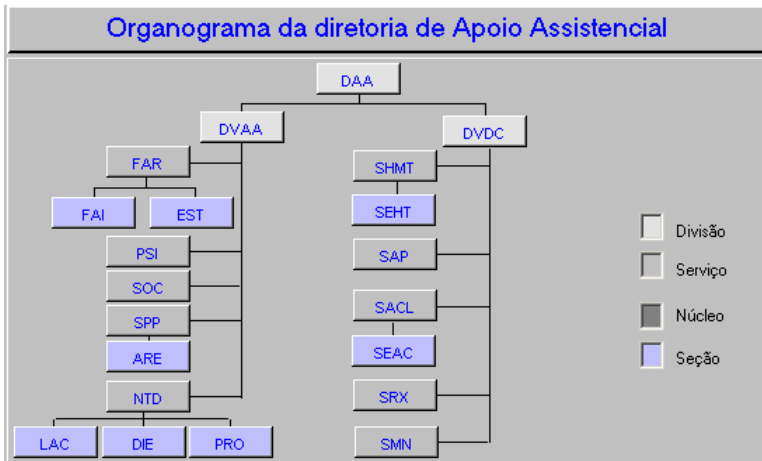 Organograma da diretoria de Apoio Assistencial
DAA
DVAA
DVDC
FAR
SHMT
FAI
EST
SEHT
PSI
SAP
SOC
SPP
SACL
ARE
SEAC
NTD
SRX
LAC
DIE
PRO
SMN
Divisão
Serviço
Núcleo
Seção